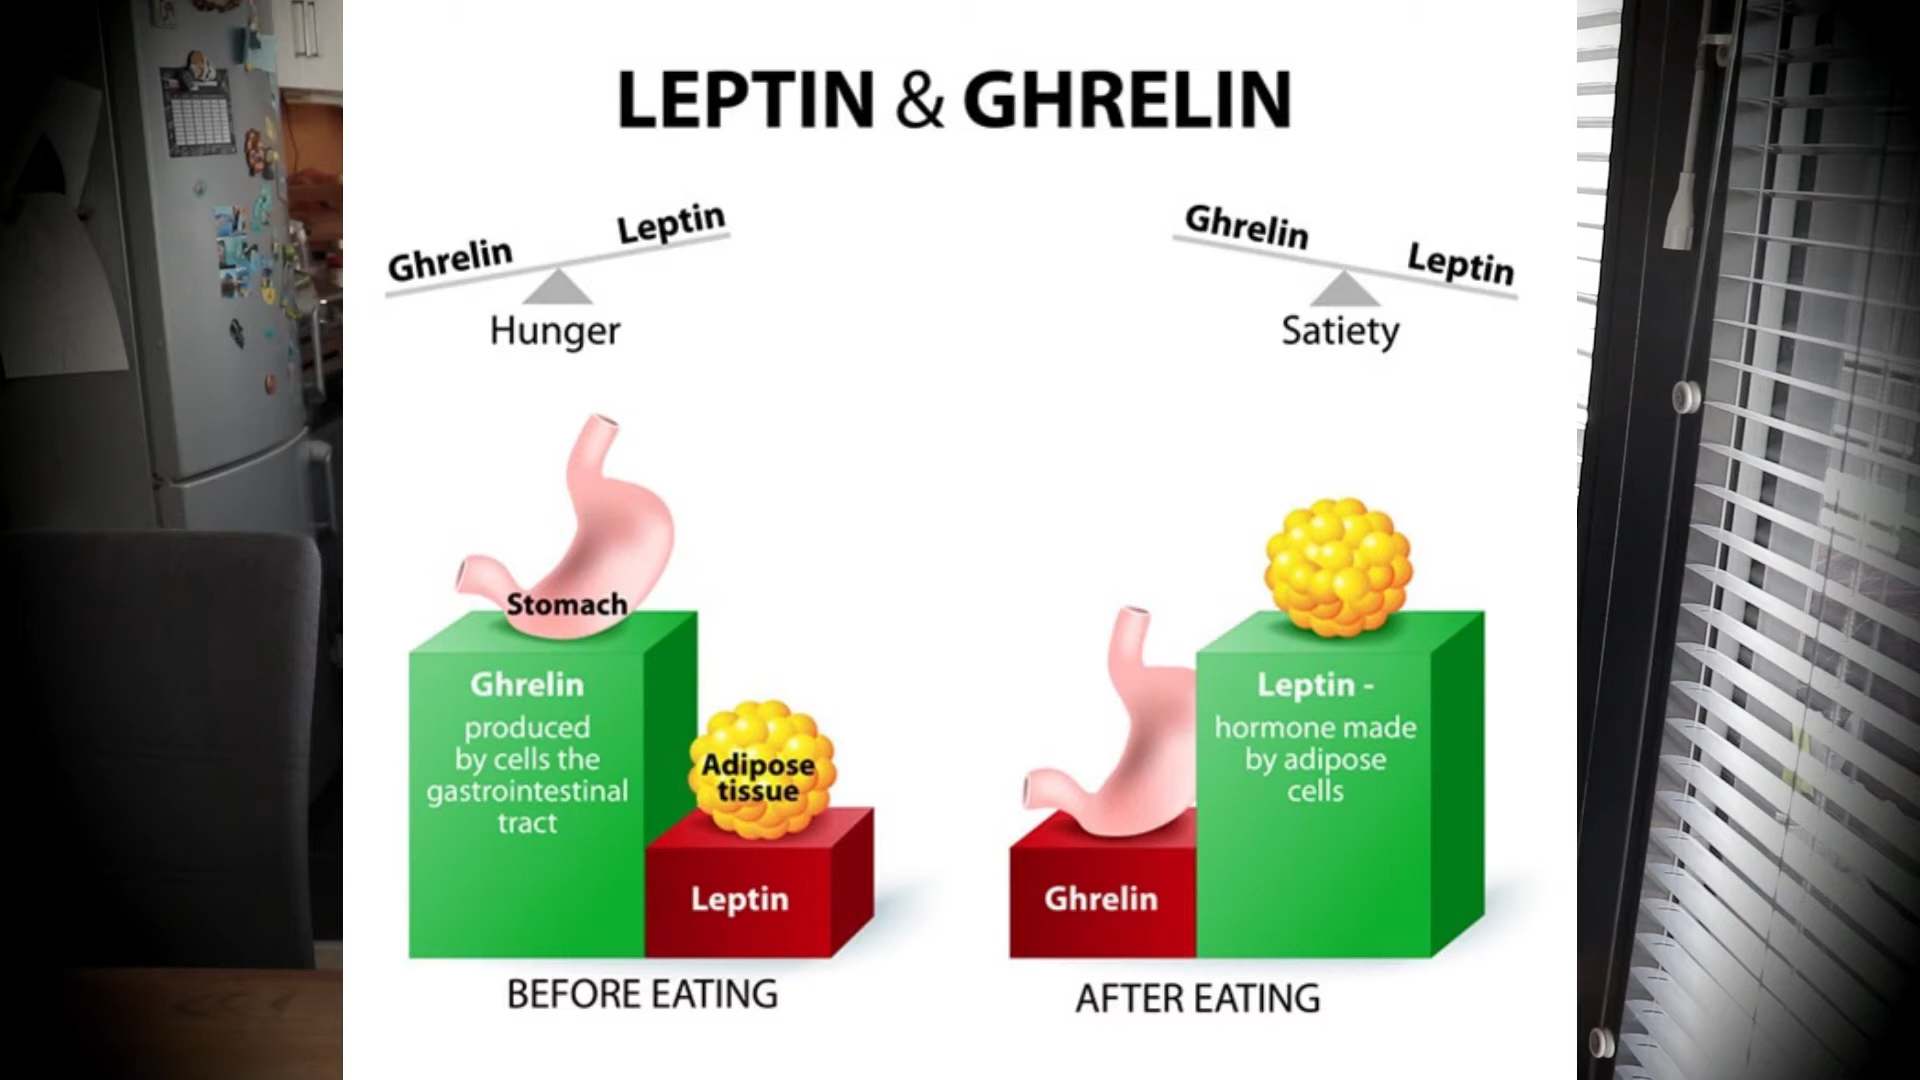 LEPTIN & GHRELIN
Ghrelin
Leptin
Hunger
Ghrelin
Leptin
Satiety
Stomach
Ghrelin
produced
by cells the
gastrointestinal
tract
Adipose
tissue
Leptin
BEFORE EATING
Leptin -
hormone made
by adipose
cells
Ghrelin
AFTER EATING